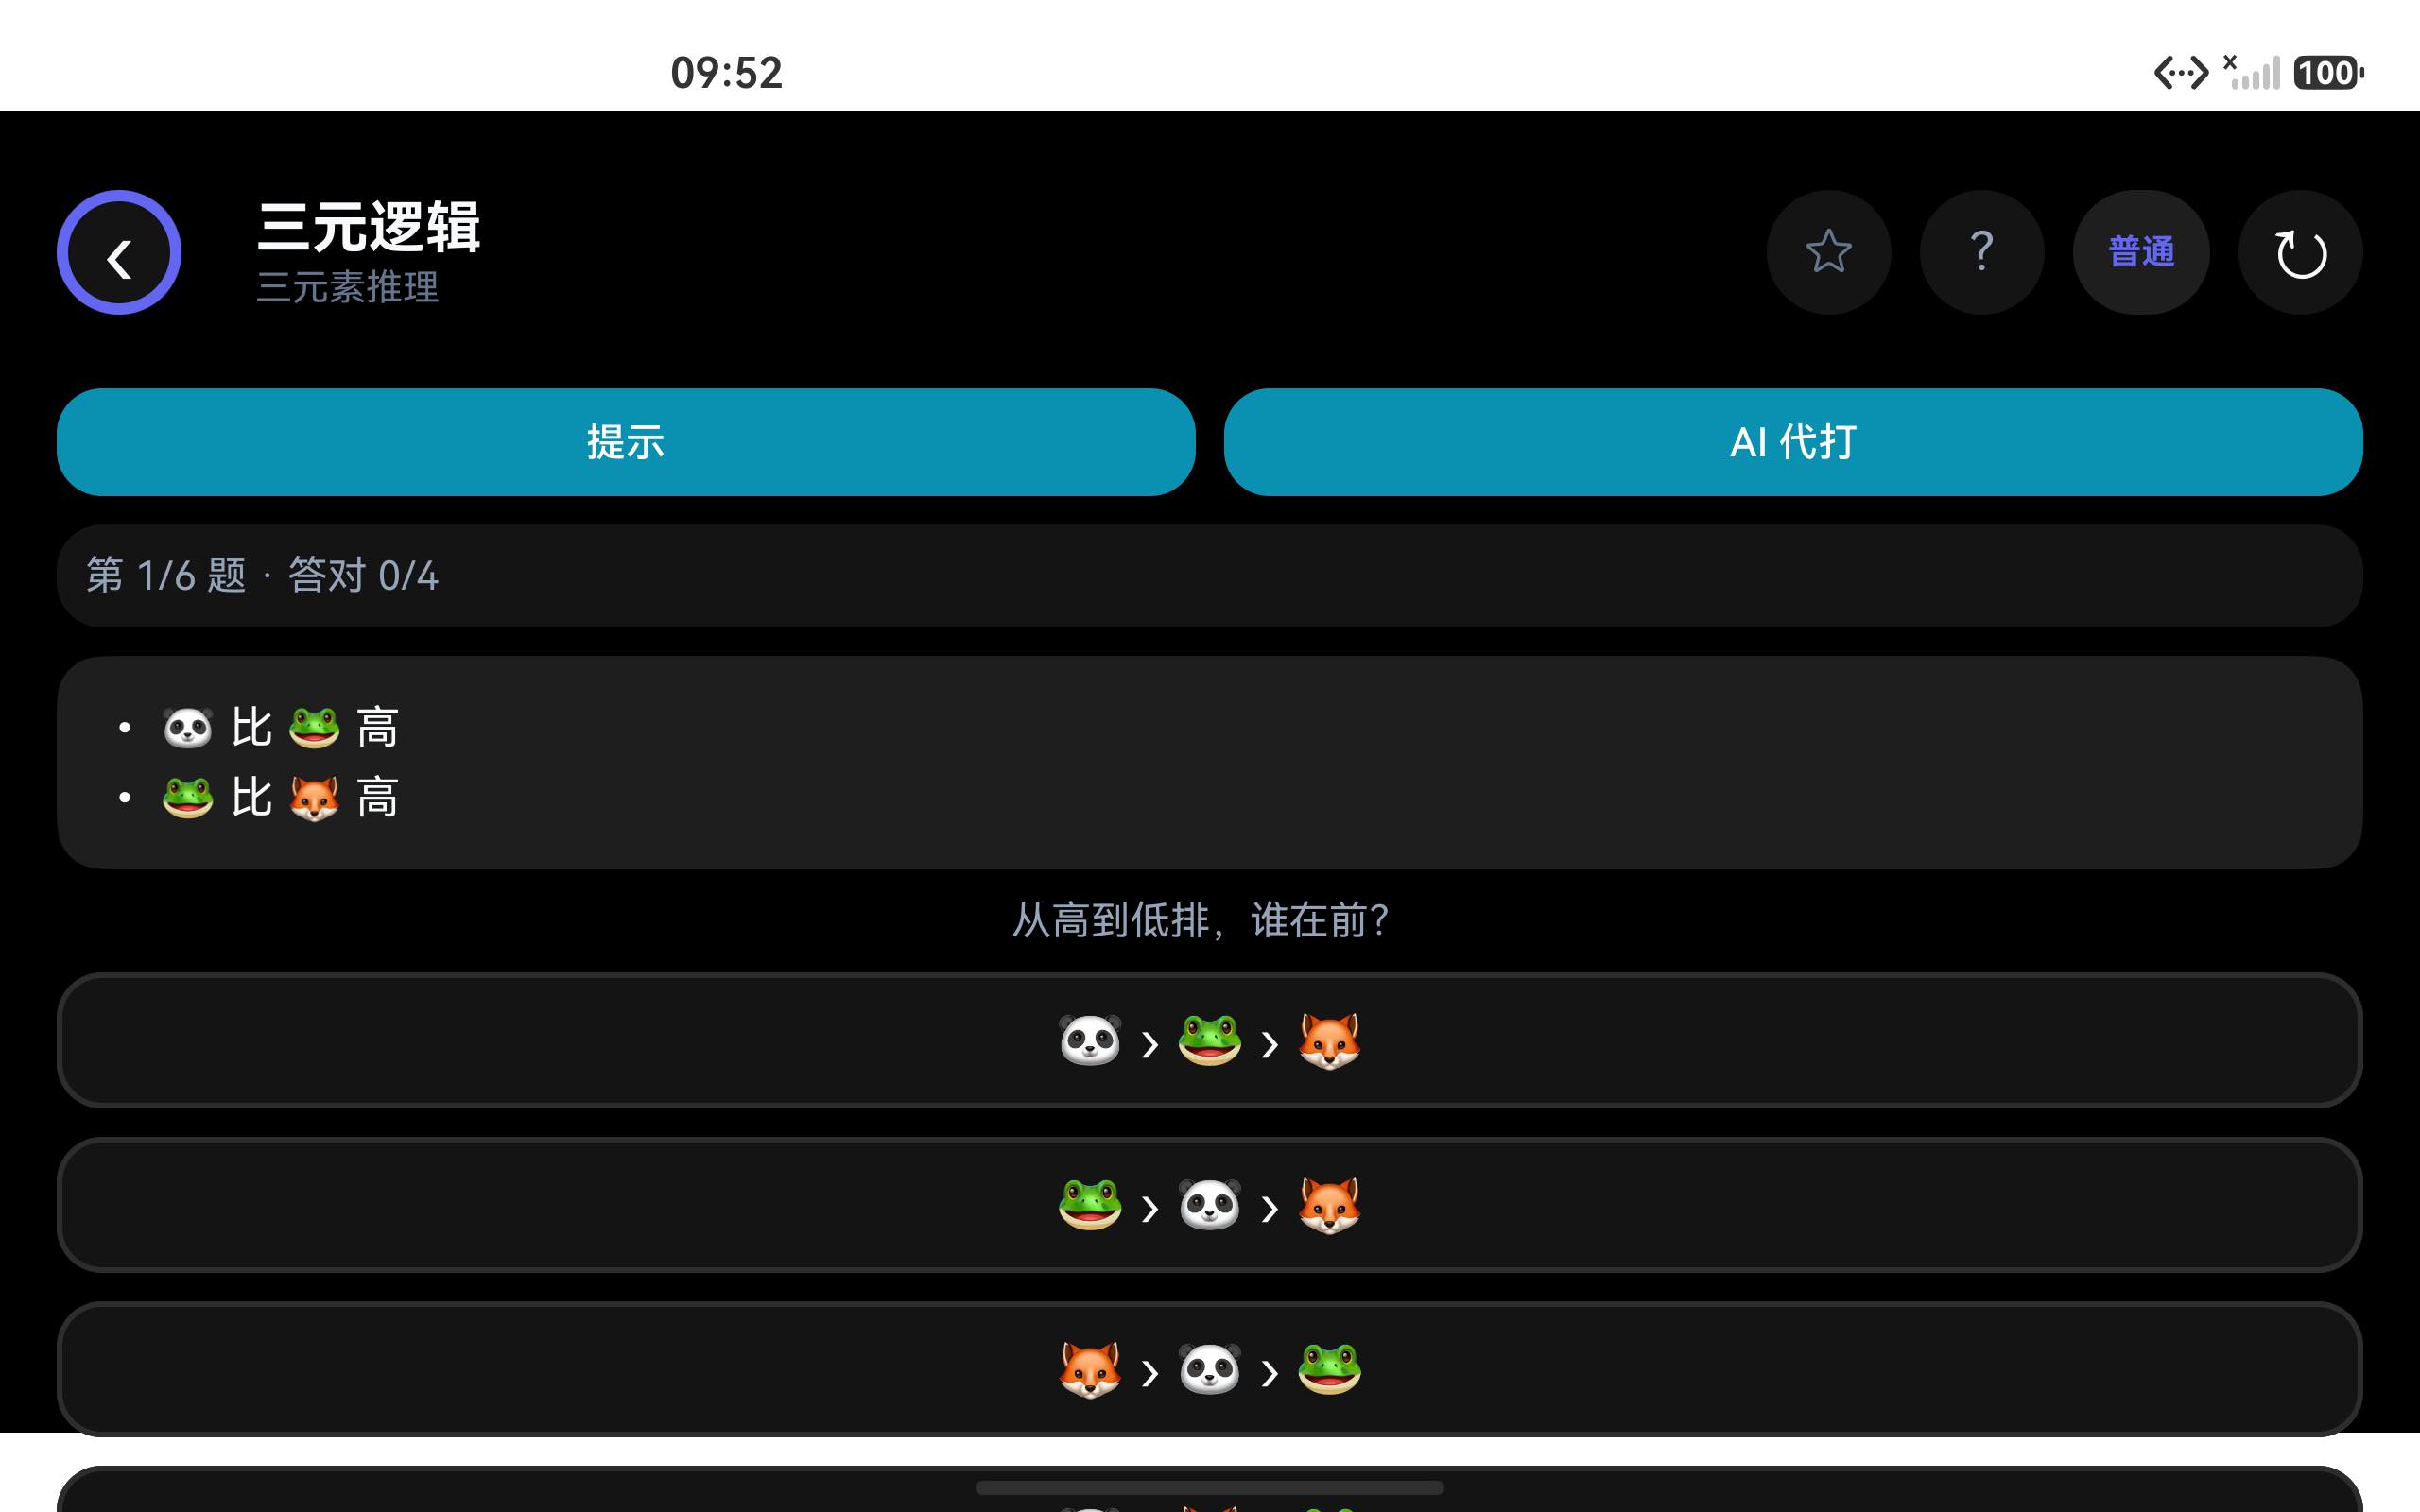 09:52
100
三元逻辑
三元素推理
?
普通
提示
AI 代打
第 1/6 题 · 答对 0/4
• 🐼 比 🐸 高
• 🐸 比 🦊 高
从高到低排，谁在前？
🐼 › 🐸 › 🦊
🐸 › 🐼 › 🦊
🦊 › 🐼 › 🐸